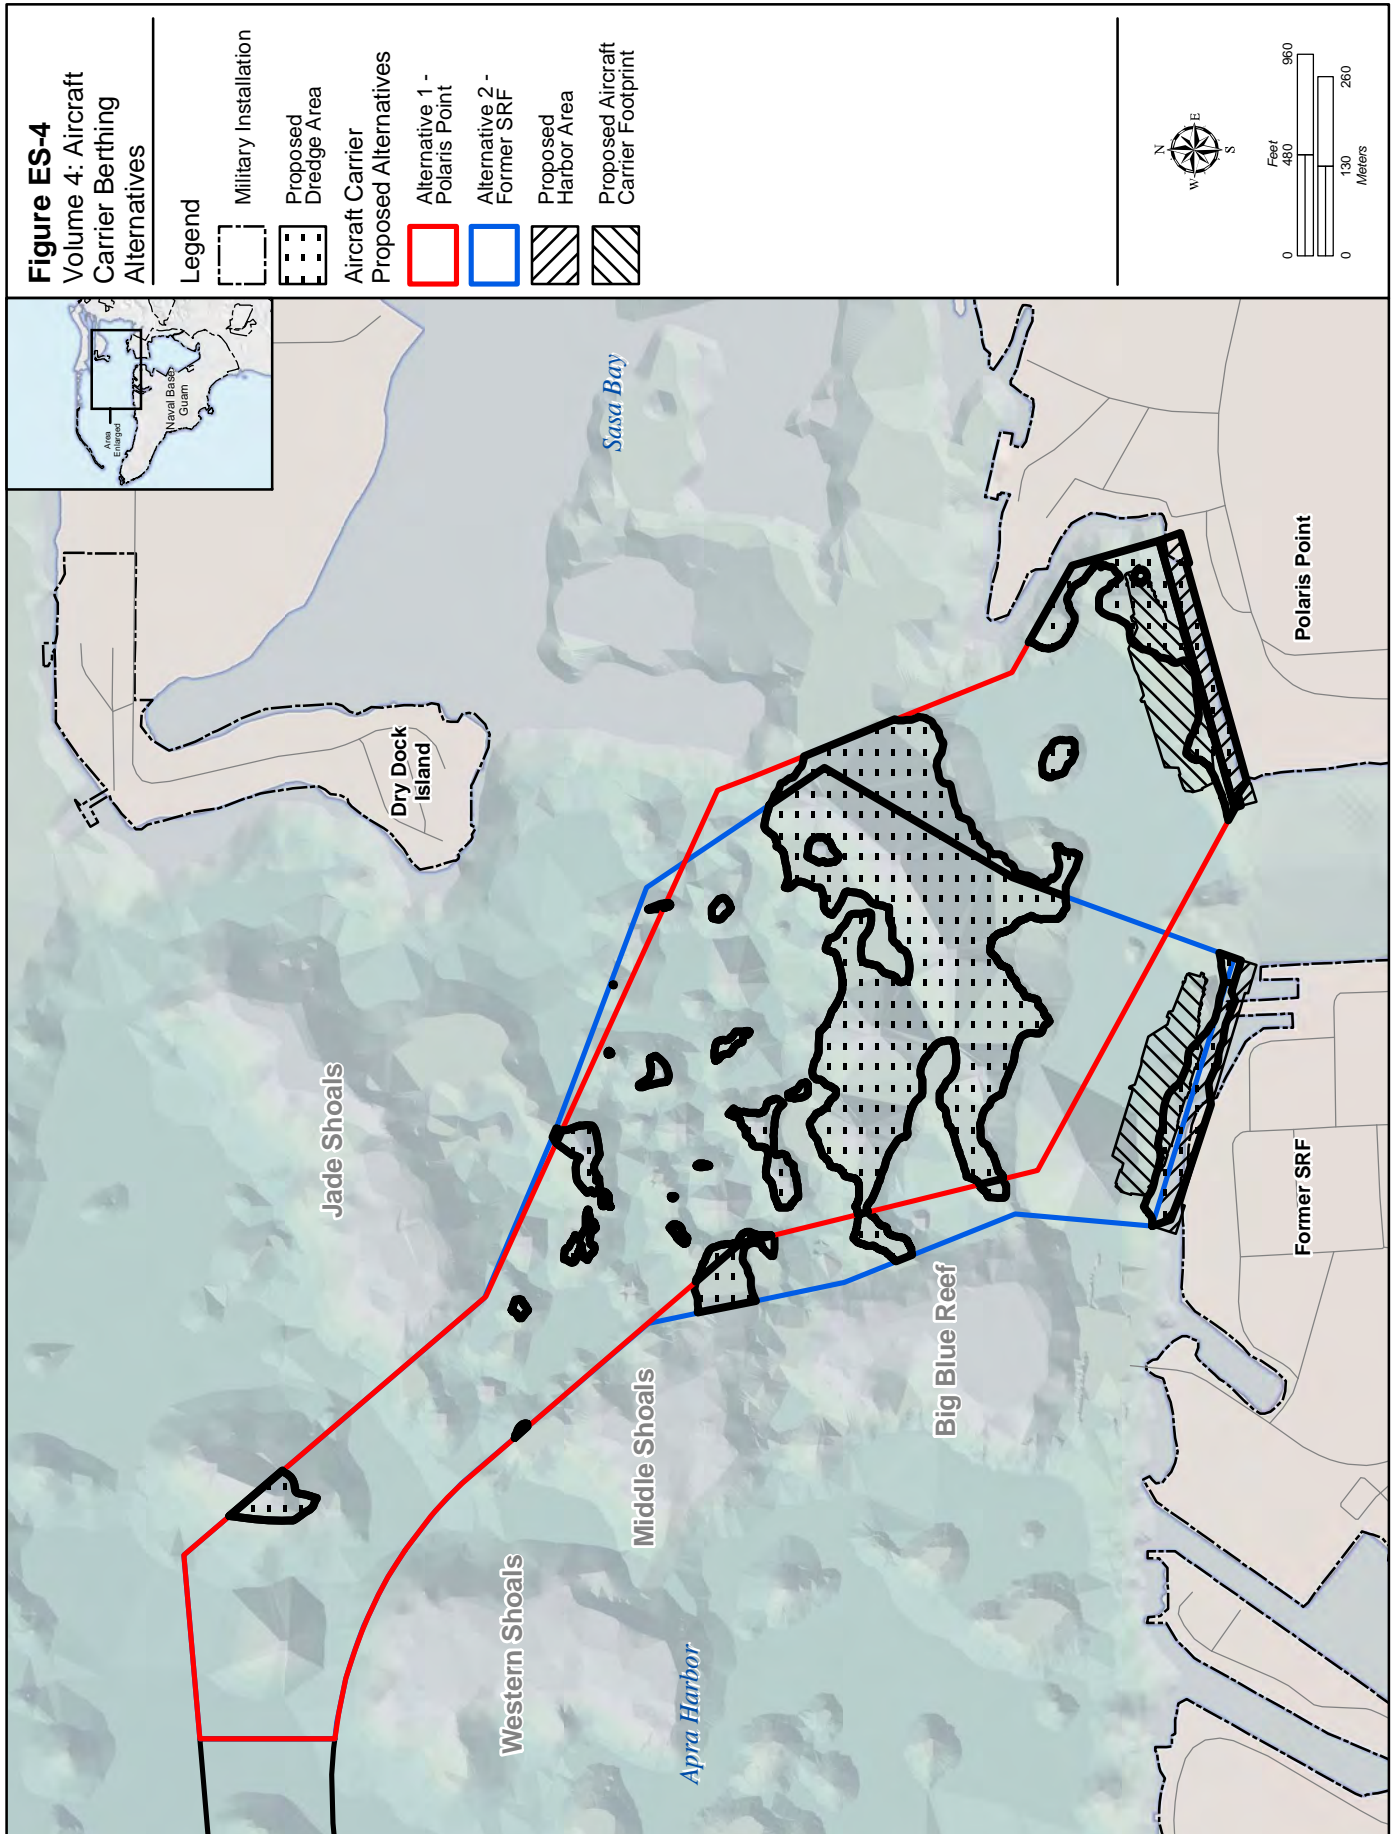 Figure ES-4
Volume 4: Aircraft
Carrier Berthing
Alternatives
Legend
Military Installation
Proposed
Dredge Area
Aircraft Carrier
Proposed Alternatives
Alternative 1 -
Polaris Point
Alternative 2 -
Former SRF
Proposed
Harbor Area
Proposed Aircraft
Carrier Footprint
N
W
E
S
Feet
0 480 960
0 130 260
Meters
Area
Enlarged
Naval Base
Guam
Sasa Bay
Dry Dock
Island
Jade Shoals
Polaris Point
Former SRF
Big Blue Reef
Middle Shoals
Western Shoals
Apra Harbor